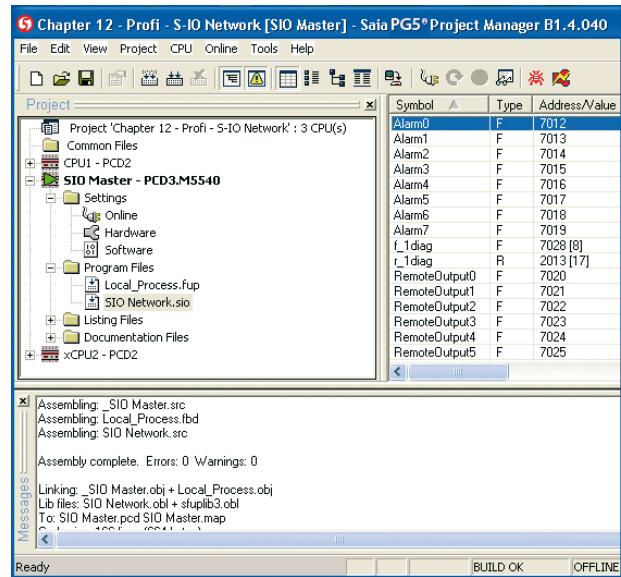 Chapter 12 - Profi - S-IO Network [SIO Master] - Saia PG5® Project Manager B1.4.040
File Edit View Project CPU Online Tools Help
Project
Project 'Chapter 12 - Profi - S-IO Network' : 3 CPU(s)
Common Files
CPU1 - PCD2
SIO Master - PCD3.M5540
Settings
Online
Hardware
Software
Program Files
Local_Process.fup
SIO Network.sio
Listing Files
Documentation Files
xCPU2 - PCD2
Symbol Type Address/Value
Alarm0 F 7012
Alarm1 F 7013
Alarm2 F 7014
Alarm3 F 7015
Alarm4 F 7016
Alarm5 F 7017
Alarm6 F 7018
Alarm7 F 7019
f_1diag F 7028 [8]
r_1diag R 2013 [17]
RemoteOutput0 F 7020
RemoteOutput1 F 7021
RemoteOutput2 F 7022
RemoteOutput3 F 7023
RemoteOutput4 F 7024
RemoteOutput5 F 7025
Messages
Assembling: _SIO Master.src
Assembling: Local_Process.fbd
Assembling: SIO Network.src
Assembly complete. Errors: 0 Warnings: 0
Linking: _SIO Master.obj + Local_Process.obj
Lib files: SIO Network.obl + sfuplib3.obl
To: SIO Master.pcd SIO Master.map
Ready BUILD OK OFFLINE